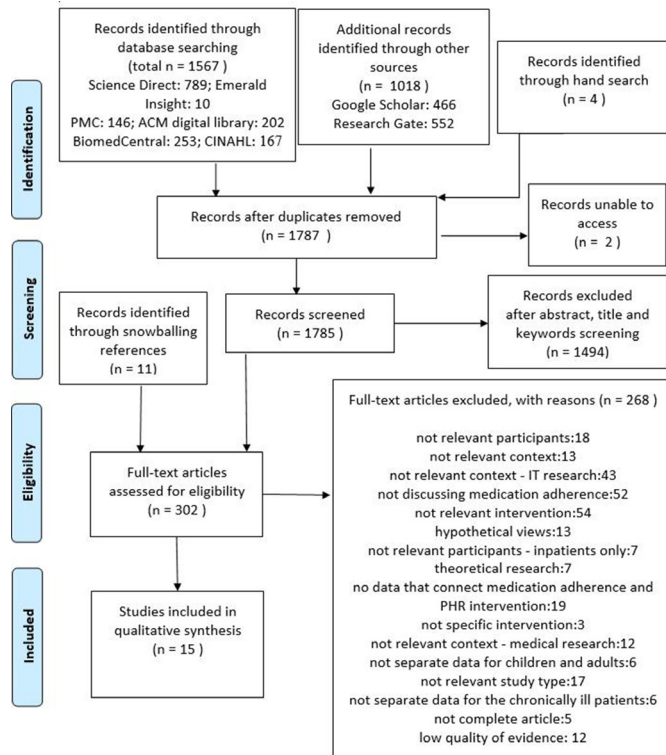 Records identified through
database searching
(total n = 1567 )
Science Direct: 789; Emerald
Insight: 10
PMC: 146; ACM digital library: 202
BiomedCentral: 253; CINAHL: 167
Additional records
identified through other
sources
(n = 1018 )
Google Scholar: 466
Research Gate: 552
Records identified
through hand search
(n = 4 )
Identification
Records after duplicates removed
(n = 1787 )
Records unable to
access
(n = 2 )
Screening
Records identified
through snowballing
references
(n = 11)
Records screened
(n = 1785 )
Records excluded
after abstract, title and
keywords screening
(n = 1494)
Eligibility
Full-text articles
assessed for eligibility
(n = 302 )
Full-text articles excluded, with reasons (n = 268 )
not relevant participants:18
not relevant context:13
not relevant context - IT research:43
not discussing medication adherence:52
not relevant intervention:54
hypothetical views:13
not relevant participants - inpatients only:7
theoretical research:7
no data that connect medication adherence and
PHR intervention:19
not specific intervention:3
not relevant context - medical research:12
not separate data for children and adults:6
not relevant study type:17
not separate data for the chronically ill patients:6
not complete article:5
low quality of evidence: 12
Included
Studies included in
qualitative synthesis
(n = 15 )